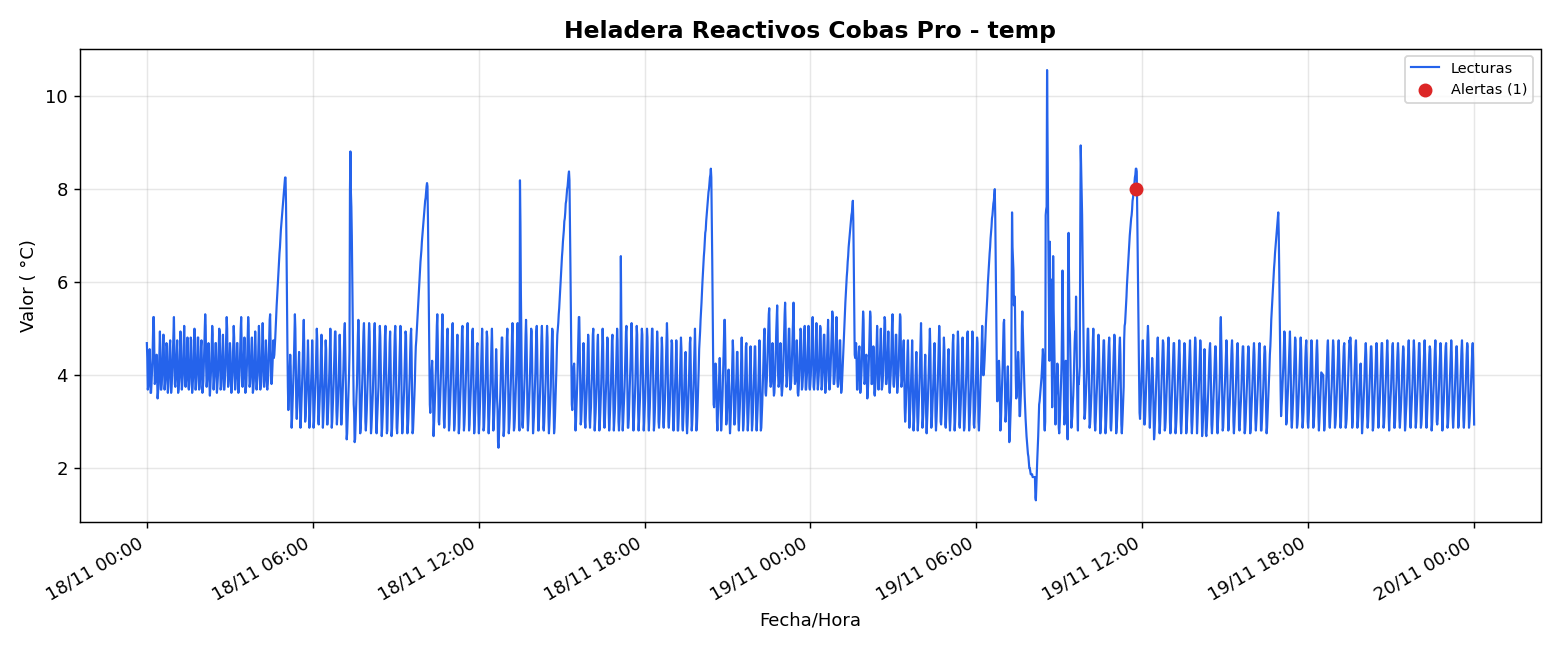 Heladera Reactivos Cobas Pro - temp
Lecturas
Alertas (1)
Valor ( °C)
10
8
6
4
2
18/11 00:00
18/11 06:00
18/11 12:00
18/11 18:00
19/11 00:00
19/11 06:00
19/11 12:00
19/11 18:00
20/11 00:00
Fecha/Hora